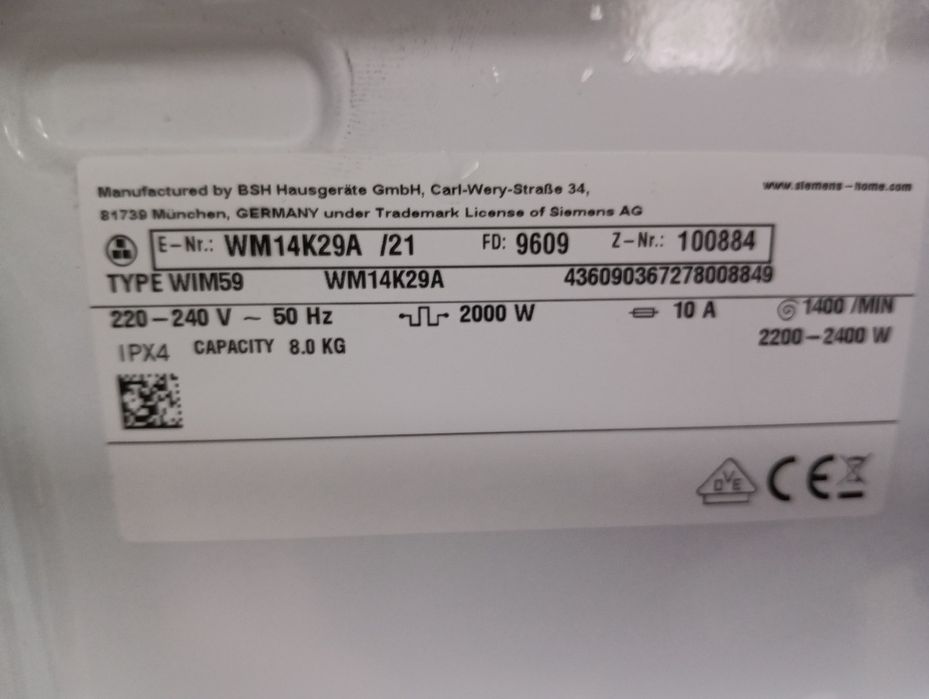 Manufactured by BSH Hausgeräte GmbH, Carl-Wery-Straße 34,
www.siemens-home.com
81739 München, GERMANY under Trademark License of Siemens AG
E-Nr.: WM14K29A /21 FD: 9609 Z-Nr.: 100884
TYPE WIM59 WM14K29A 436090367278008849
220-240 V ~ 50 Hz 2000 W 10 A 1400 /MIN
2200-2400 W
IPX4 CAPACITY 8.0 KG
DVE CE